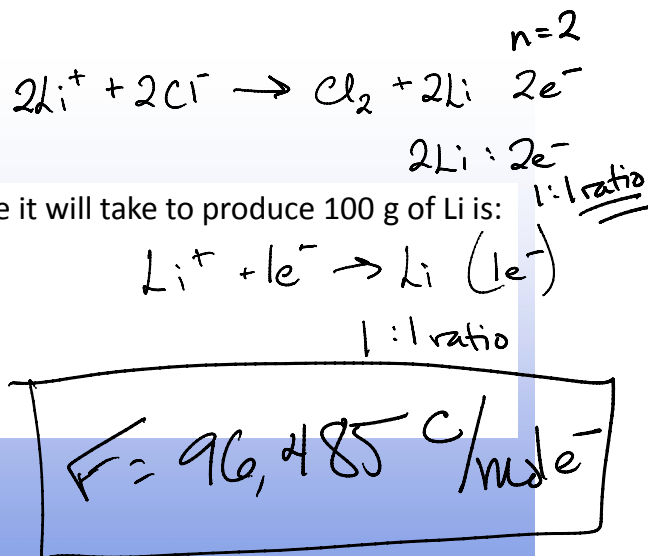 n=2
2Li⁺ + 2Cl⁻ → Cl₂ + 2Li 2e⁻
2Li : 2e⁻
1:1 ratio
e it will take to produce 100 g of Li is:
Li⁺ + 1e⁻ → Li (1e⁻)
1:1 ratio
F = 96,485 C/mole⁻